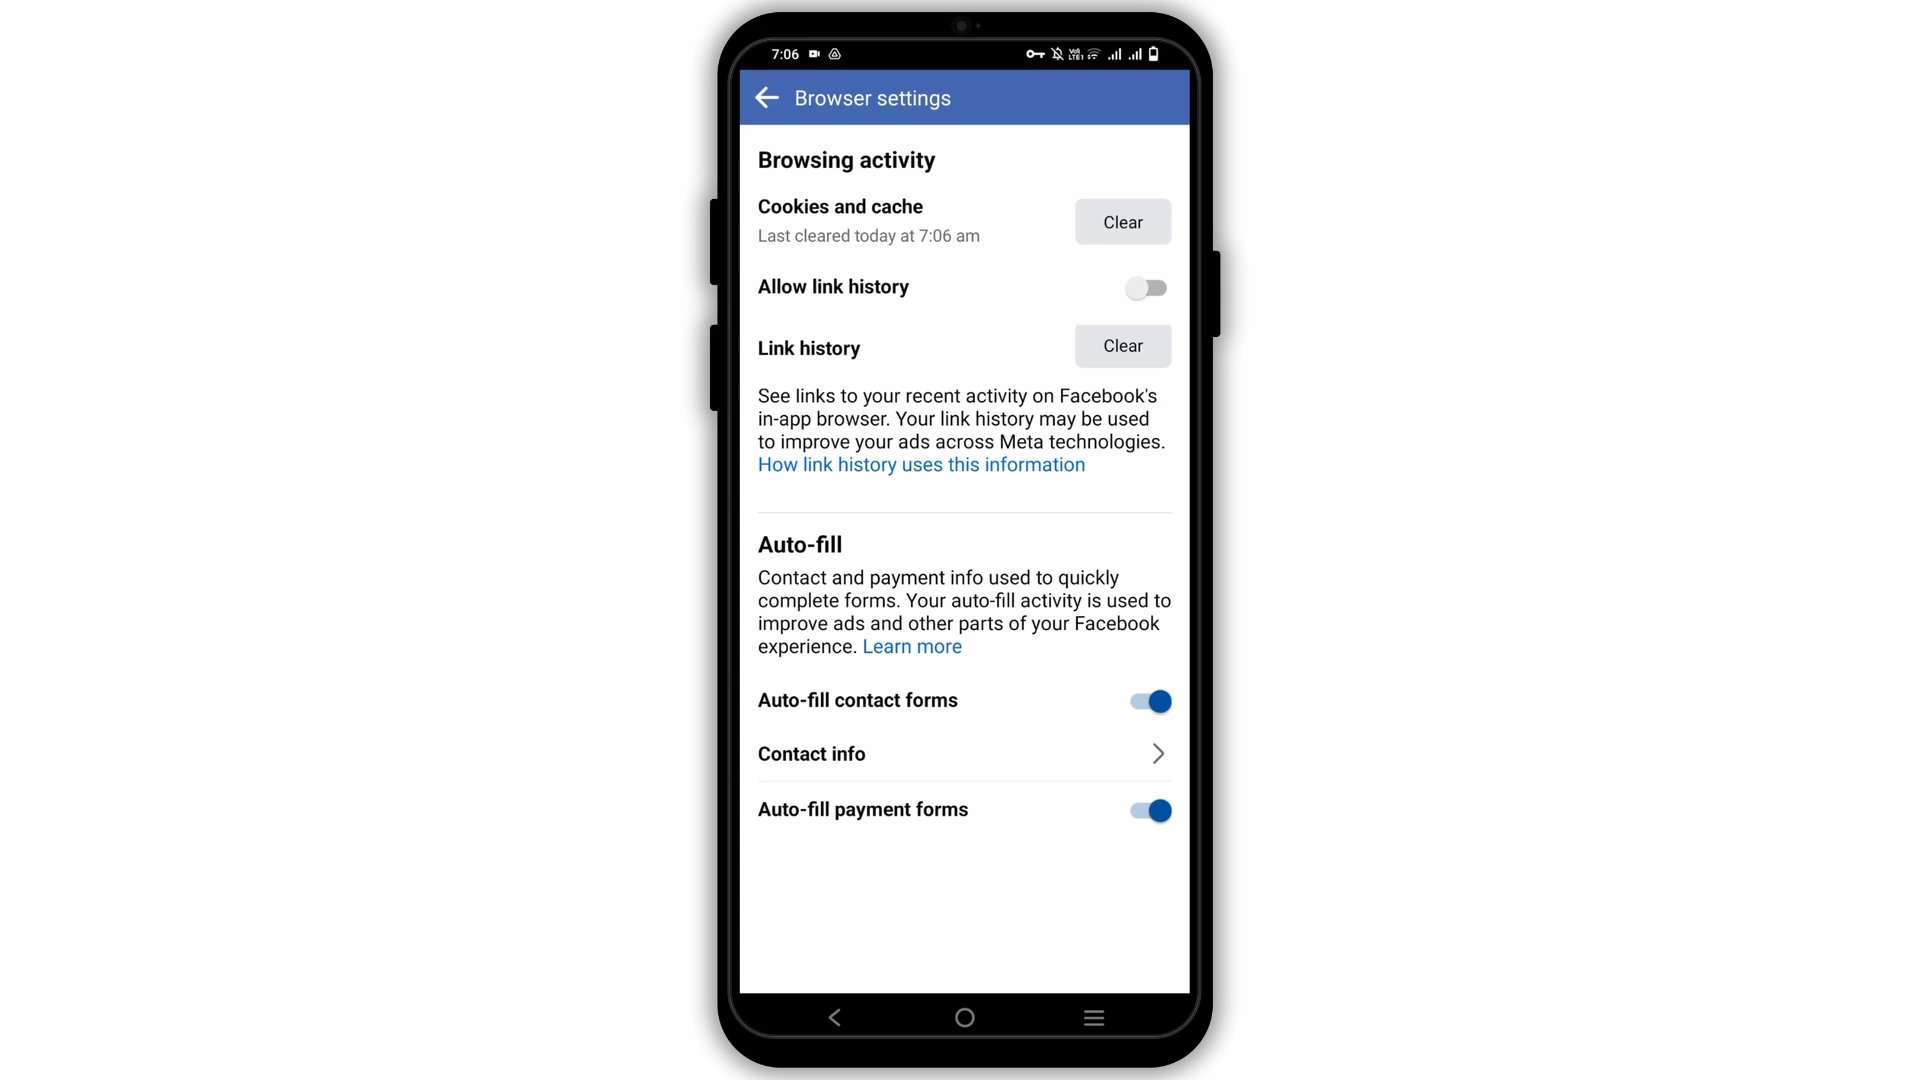 7:06
Browser settings
Browsing activity
Cookies and cache
Clear
Last cleared today at 7:06 am
Allow link history
Link history
Clear
See links to your recent activity on Facebook's
in-app browser. Your link history may be used
to improve your ads across Meta technologies.
How link history uses this information
Auto-fill
Contact and payment info used to quickly
complete forms. Your auto-fill activity is used to
improve ads and other parts of your Facebook
experience. Learn more
Auto-fill contact forms
Contact info
Auto-fill payment forms